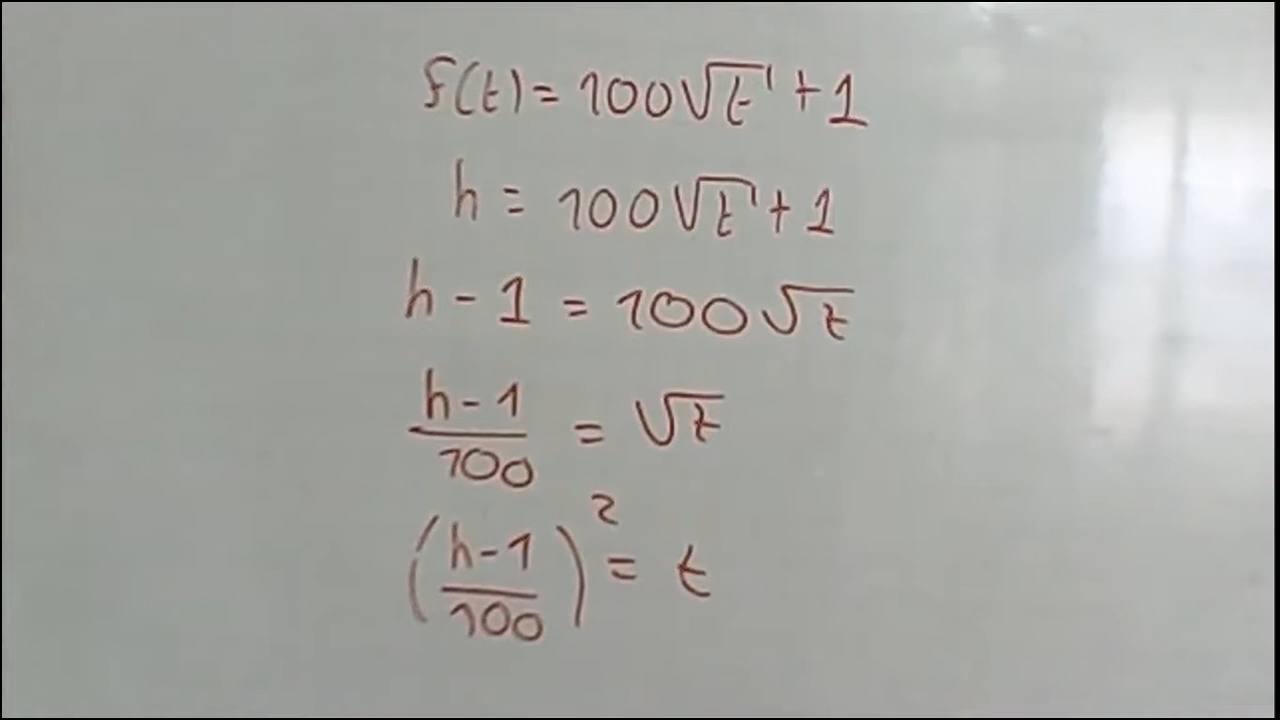 f(t) = 100√t + 1
h = 100√t + 1
h - 1 = 100√t
(h - 1)/100 = √t
((h - 1)/100)² = t